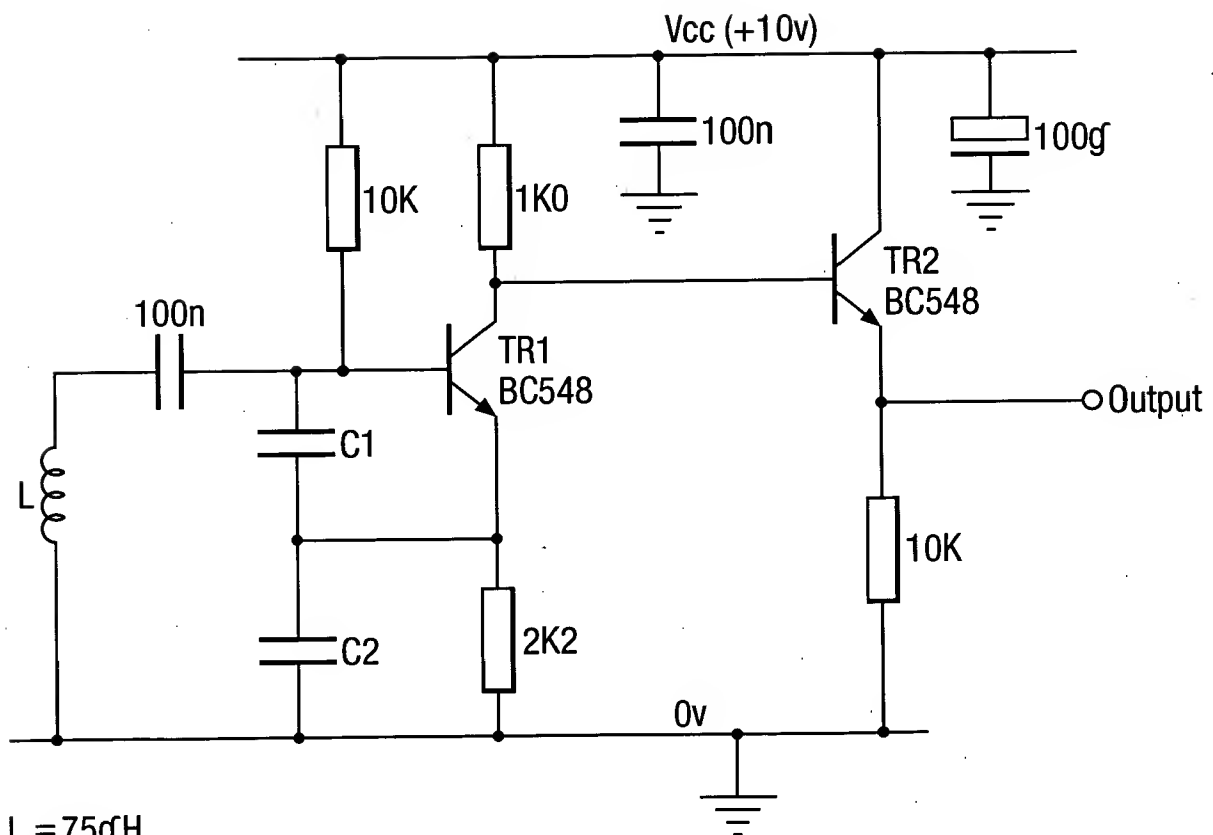 Vcc (+10v)
10K
1K0
100n
100ɠ
TR2
BC548
100n
TR1
BC548
Output
C1
L
10K
C2
2K2
0v
L = 75ɠH